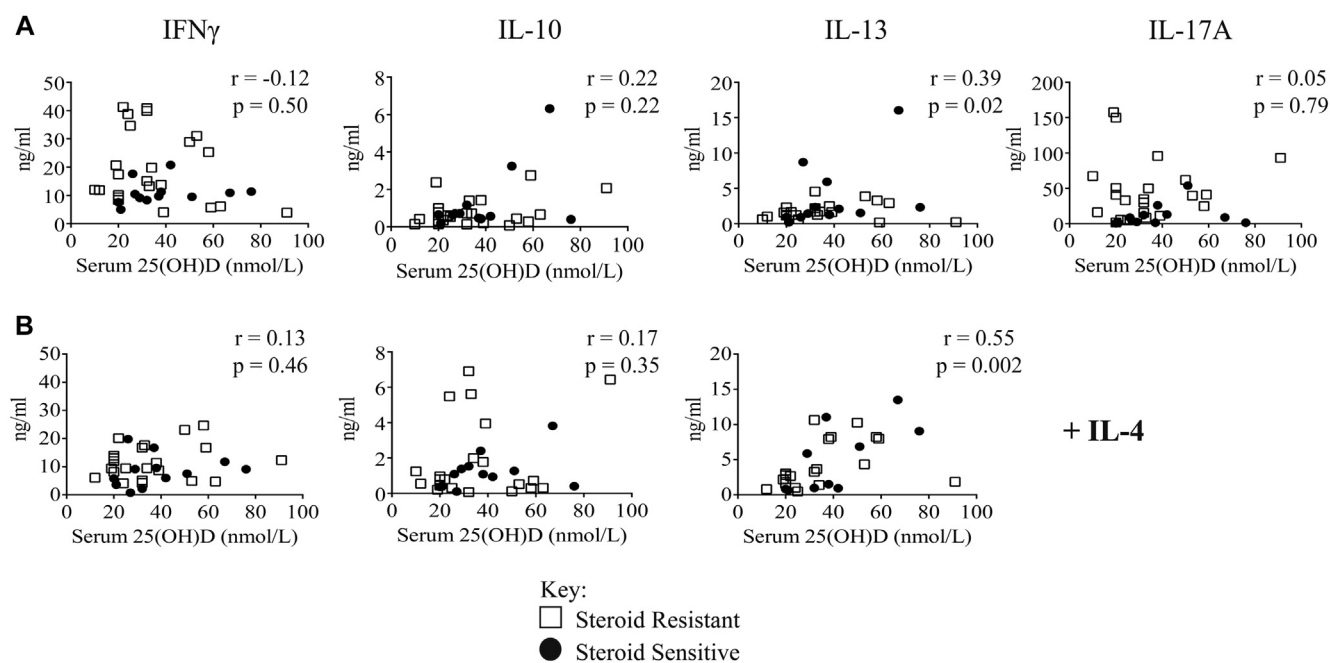 A
IFNγ
IL-10
IL-13
IL-17A
r = -0.12
p = 0.50
50
40
30
20
10
0
ng/ml
0 20 40 60 80 100
Serum 25(OH)D (nmol/L)
r = 0.22
p = 0.22
8
6
4
2
0
ng/ml
0 20 40 60 80 100
Serum 25(OH)D (nmol/L)
r = 0.39
p = 0.02
20
15
10
5
0
ng/ml
0 20 40 60 80 100
Serum 25(OH)D (nmol/L)
r = 0.05
p = 0.79
200
150
100
50
0
ng/ml
0 20 40 60 80 100
Serum 25(OH)D (nmol/L)
B
r = 0.13
p = 0.46
50
40
30
20
10
0
ng/ml
0 20 40 60 80 100
Serum 25(OH)D (nmol/L)
r = 0.17
p = 0.35
8
6
4
2
0
ng/ml
0 20 40 60 80 100
Serum 25(OH)D (nmol/L)
r = 0.55
p = 0.002
20
15
10
5
0
ng/ml
0 20 40 60 80 100
Serum 25(OH)D (nmol/L)
+ IL-4
Key:
Steroid Resistant
Steroid Sensitive